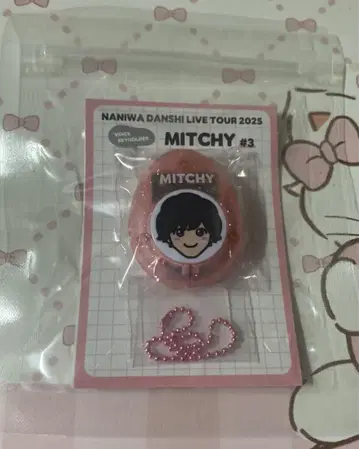 NANIWA DANSHI LIVE TOUR 2025
VOICE
KEYHOLDER
MITCHY #3
MITCHY